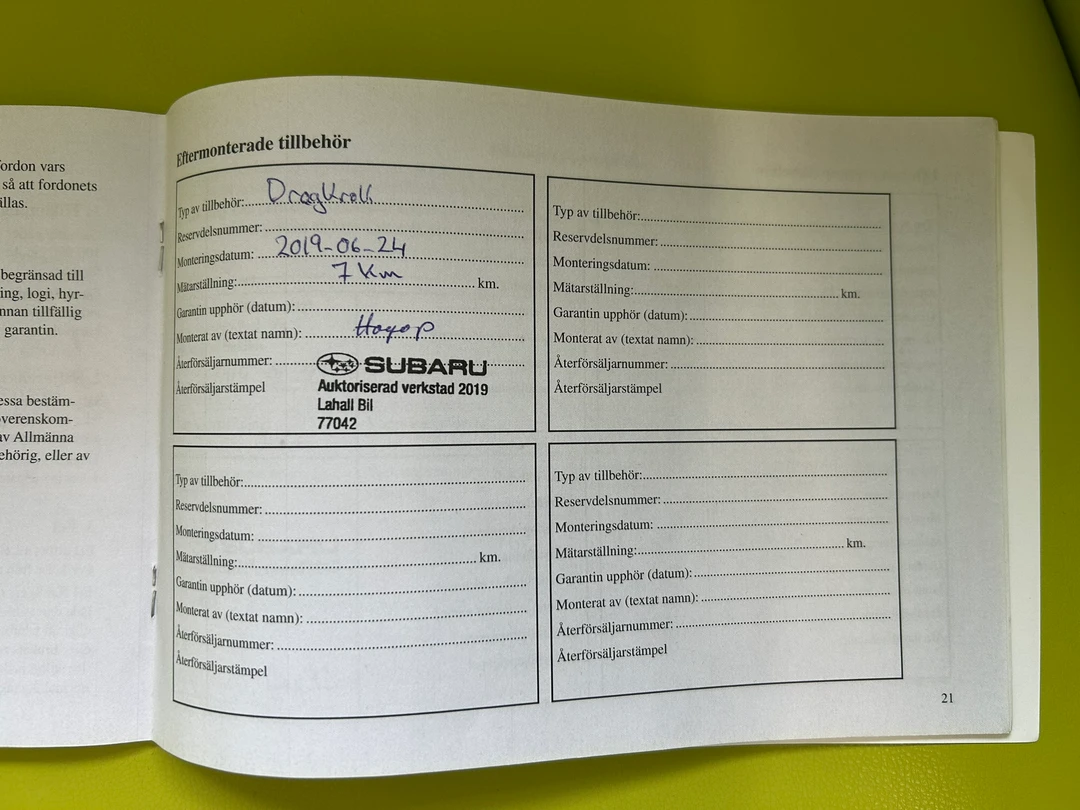 ordon vars
så att fordonets
illas.
begränsad till
ing, logi, hyr-
nnan tillfällig
garantin.
essa bestäm-
verenskom-
av Allmänna
ehörig, eller av
Eftermonterade tillbehör
Typ av tillbehör: Dragkrok
Reservdelsnummer:
Monteringsdatum: 2019-06-24
Mätarställning: 7 Km km.
Garantin upphör (datum):
Monterat av (textat namn):
Återförsäljarnummer:
Återförsäljarstämpel
SUBARU
Auktoriserad verkstad 2019
Lahall Bil
77042
Typ av tillbehör:
Reservdelsnummer:
Monteringsdatum:
Mätarställning: km.
Garantin upphör (datum):
Monterat av (textat namn):
Återförsäljarnummer:
Återförsäljarstämpel
Typ av tillbehör:
Reservdelsnummer:
Monteringsdatum:
Mätarställning: km.
Garantin upphör (datum):
Monterat av (textat namn):
Återförsäljarnummer:
Återförsäljarstämpel
Typ av tillbehör:
Reservdelsnummer:
Monteringsdatum:
Mätarställning: km.
Garantin upphör (datum):
Monterat av (textat namn):
Återförsäljarnummer:
Återförsäljarstämpel
21